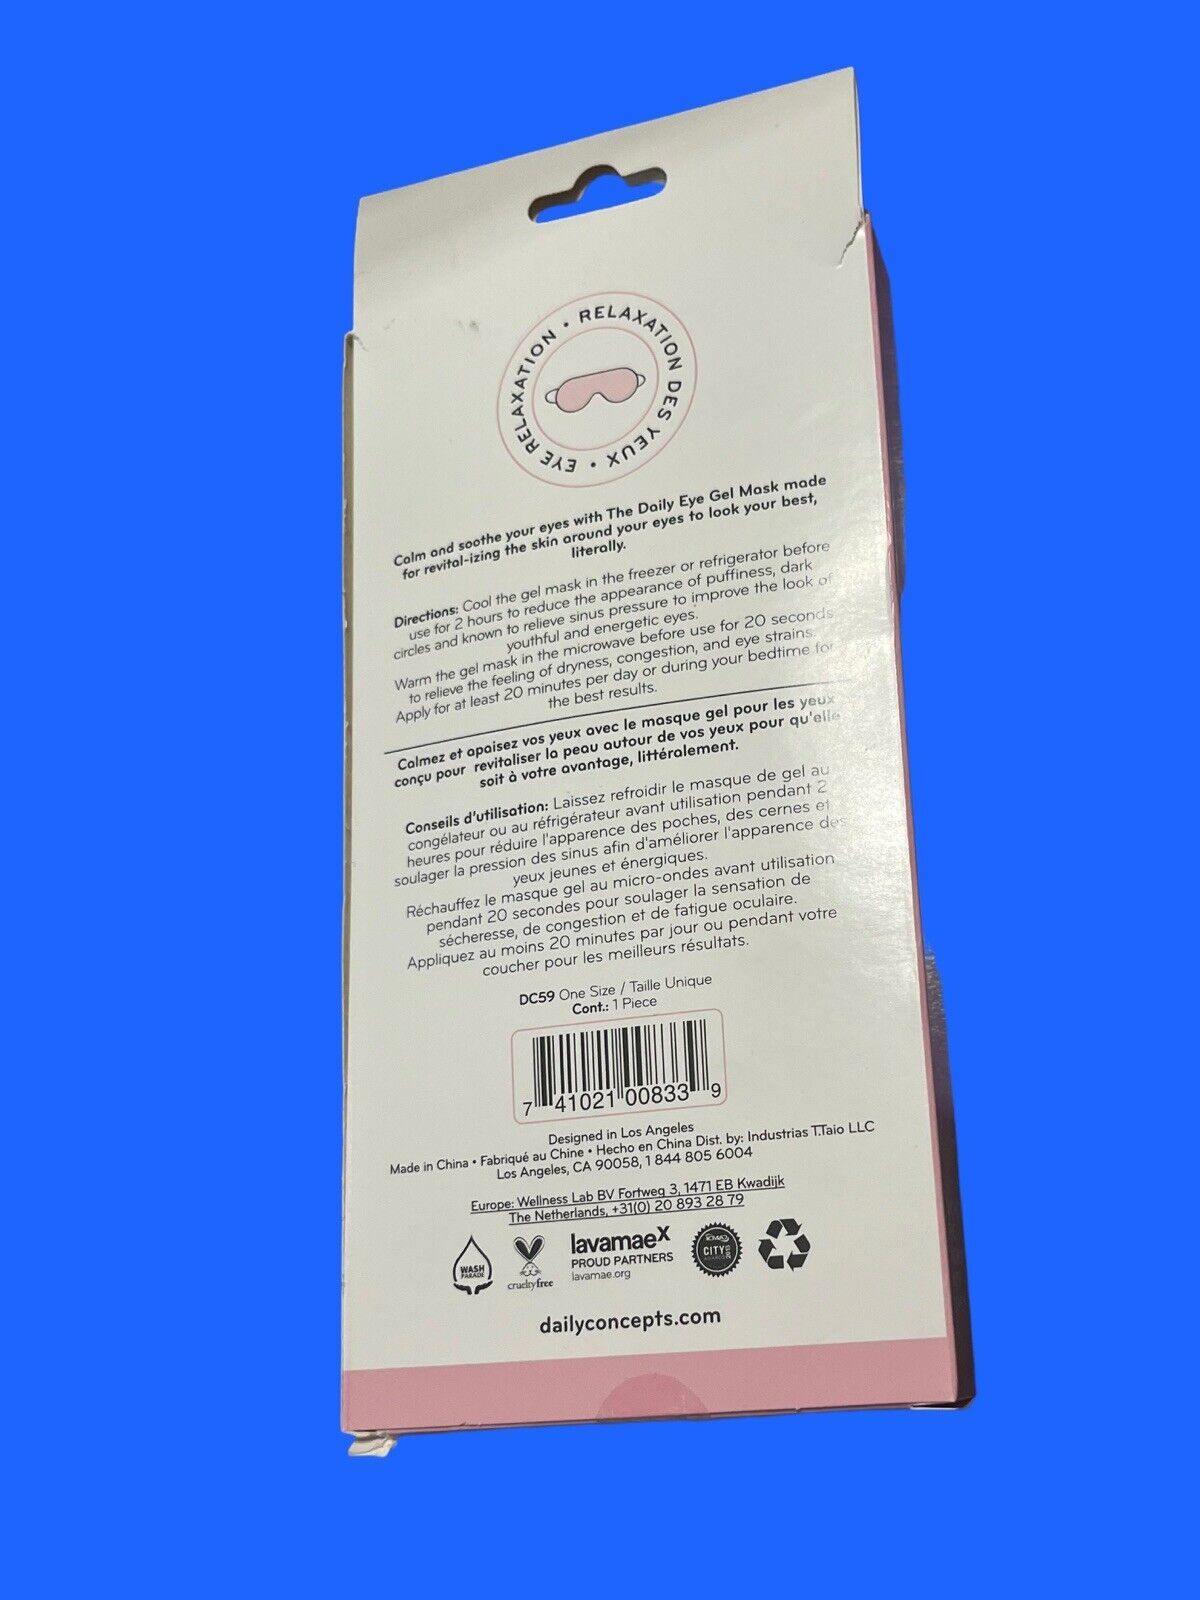 EYE RELAXATION • RELAXATION DES YEUX •
Calm and soothe your eyes with The Daily Eye Gel Mask made
for revital-izing the skin around your eyes to look your best,
literally.
Directions: Cool the gel mask in the freezer or refrigerator before
use for 2 hours to reduce the appearance of puffiness, dark
circles and known to relieve sinus pressure to improve the look of
youthful and energetic eyes.
Warm the gel mask in the microwave before use for 20 seconds
to relieve the feeling of dryness, congestion, and eye strains.
Apply for at least 20 minutes per day or during your bedtime for
the best results.
Calmez et apaisez vos yeux avec le masque gel pour les yeux
conçu pour revitaliser la peau autour de vos yeux pour qu'elle
soit à votre avantage, littéralement.
Conseils d'utilisation: Laissez refroidir le masque de gel au
congélateur ou au réfrigérateur avant utilisation pendant 2
heures pour réduire l'apparence des poches, des cernes et
soulager la pression des sinus afin d'améliorer l'apparence des
yeux jeunes et énergiques.
Réchauffez le masque gel au micro-ondes avant utilisation
pendant 20 secondes pour soulager la sensation de
sécheresse, de congestion et de fatigue oculaire.
Appliquez au moins 20 minutes par jour ou pendant votre
coucher pour les meilleurs résultats.
DC59 One Size / Taille Unique
Cont.: 1 Piece
7 41021 00833 9
Designed in Los Angeles
Made in China • Fabriqué au Chine • Hecho en China Dist. by: Industrias T.Taio LLC
Los Angeles, CA 90058, 1 844 805 6004
Europe: Wellness Lab BV Fortweg 3, 1471 EB Kwadijk
The Netherlands, +31(0) 20 893 28 79
WASH
PARADE
crueltyfree
lavamaeX
PROUD PARTNERS
lavamae.org
CITY
dailyconcepts.com